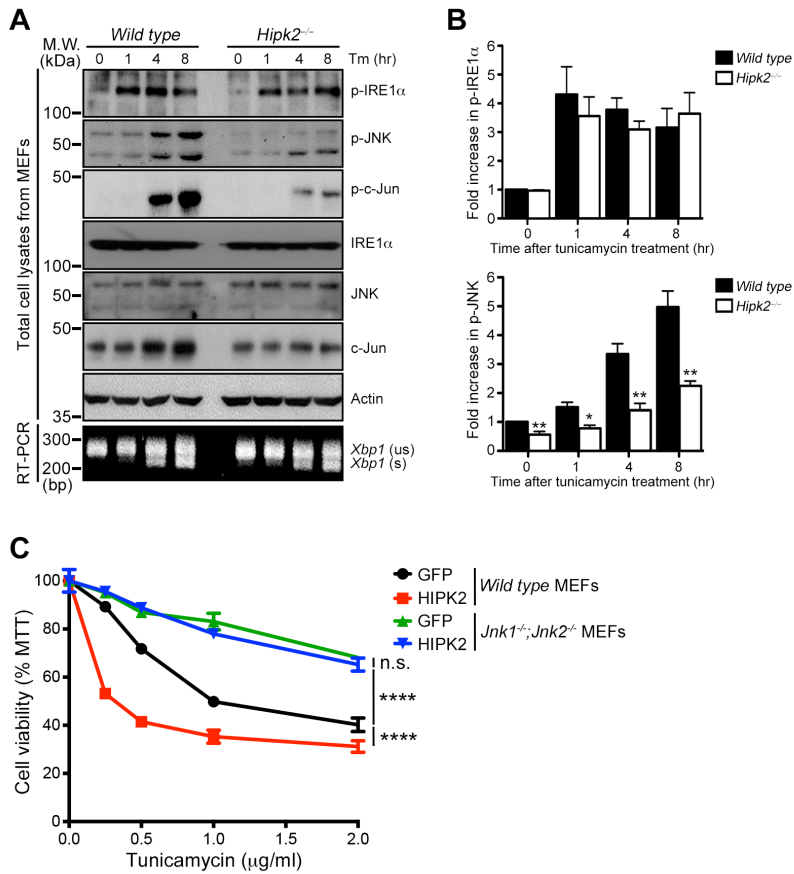 A
M.W.
(kDa)
Wild type
Hipk2–/–
0 1 4 8 0 1 4 8 Tm (hr)
Total cell lysates from MEFs
100
p-IRE1α
50
p-JNK
50
p-c-Jun
100
IRE1α
50
JNK
50
c-Jun
35
Actin
RT-PCR
300
200
(bp)
Xbp1 (us)
Xbp1 (s)
B
Fold increase in p-IRE1α
6
5
4
3
2
1
0
0 1 4 8
Time after tunicamycin treatment (hr)
Wild type
Hipk2–/–
Fold increase in p-JNK
6
5
4
3
2
1
0
** * ** **
0 1 4 8
Time after tunicamycin treatment (hr)
Wild type
Hipk2–/–
C
Cell viability (% MTT)
100
80
60
40
20
0
0.0 0.5 1.0 1.5 2.0
Tunicamycin (μg/ml)
GFP
HIPK2
Wild type MEFs
GFP
HIPK2
Jnk1-/-;Jnk2-/- MEFs
n.s.
****
****